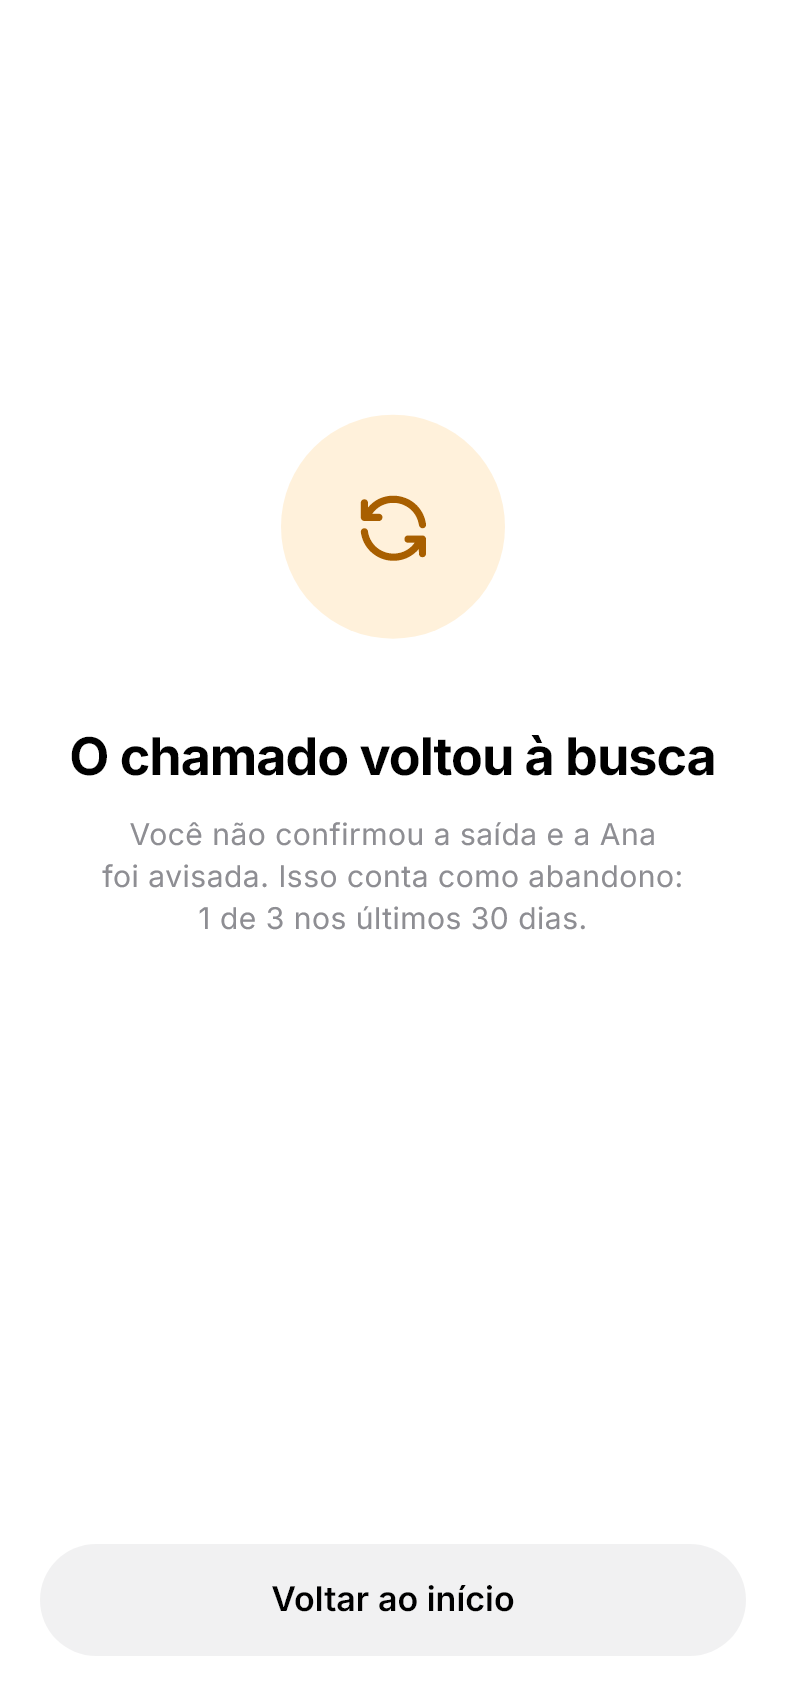 O chamado voltou à busca
Você não confirmou a saída e a Ana
foi avisada. Isso conta como abandono:
1 de 3 nos últimos 30 dias.
Voltar ao início